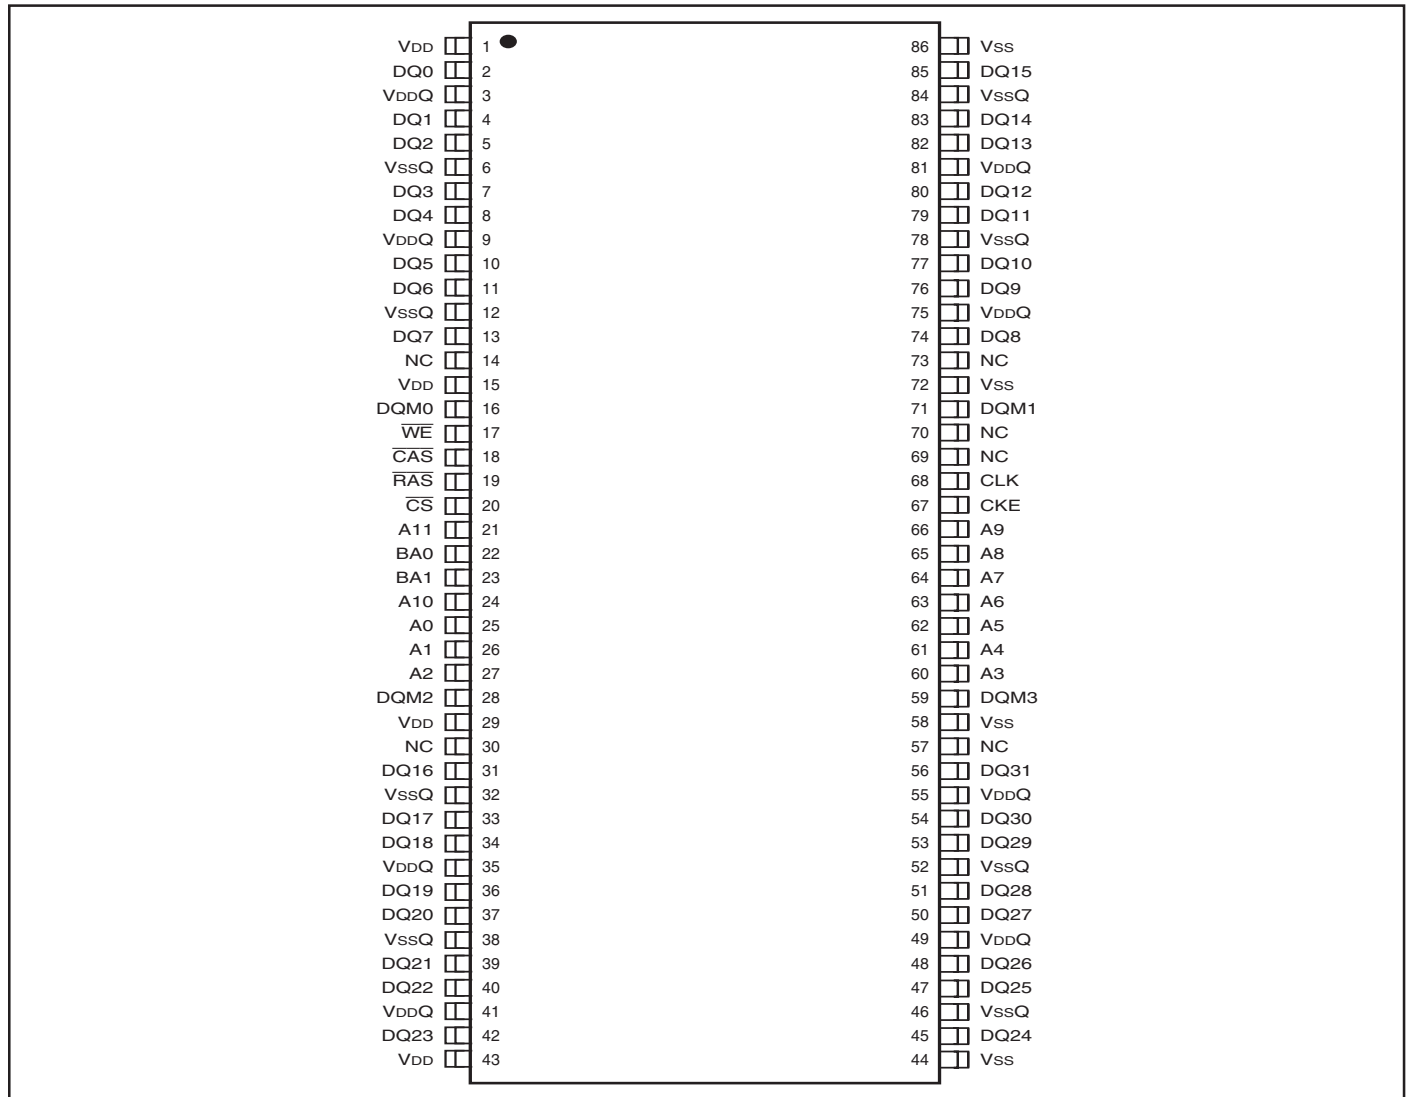 VDD 1 86 VSS
DQ0 2 85 DQ15
VDDQ 3 84 VSSQ
DQ1 4 83 DQ14
DQ2 5 82 DQ13
VSSQ 6 81 VDDQ
DQ3 7 80 DQ12
DQ4 8 79 DQ11
VDDQ 9 78 VSSQ
DQ5 10 77 DQ10
DQ6 11 76 DQ9
VSSQ 12 75 VDDQ
DQ7 13 74 DQ8
NC 14 73 NC
VDD 15 72 VSS
DQM0 16 71 DQM1
W̅E̅ 17 70 NC
C̅A̅S̅ 18 69 NC
R̅A̅S̅ 19 68 CLK
C̅S̅ 20 67 CKE
A11 21 66 A9
BA0 22 65 A8
BA1 23 64 A7
A10 24 63 A6
A0 25 62 A5
A1 26 61 A4
A2 27 60 A3
DQM2 28 59 DQM3
VDD 29 58 VSS
NC 30 57 NC
DQ16 31 56 DQ31
VSSQ 32 55 VDDQ
DQ17 33 54 DQ30
DQ18 34 53 DQ29
VDDQ 35 52 VSSQ
DQ19 36 51 DQ28
DQ20 37 50 DQ27
VSSQ 38 49 VDDQ
DQ21 39 48 DQ26
DQ22 40 47 DQ25
VDDQ 41 46 VSSQ
DQ23 42 45 DQ24
VDD 43 44 VSS